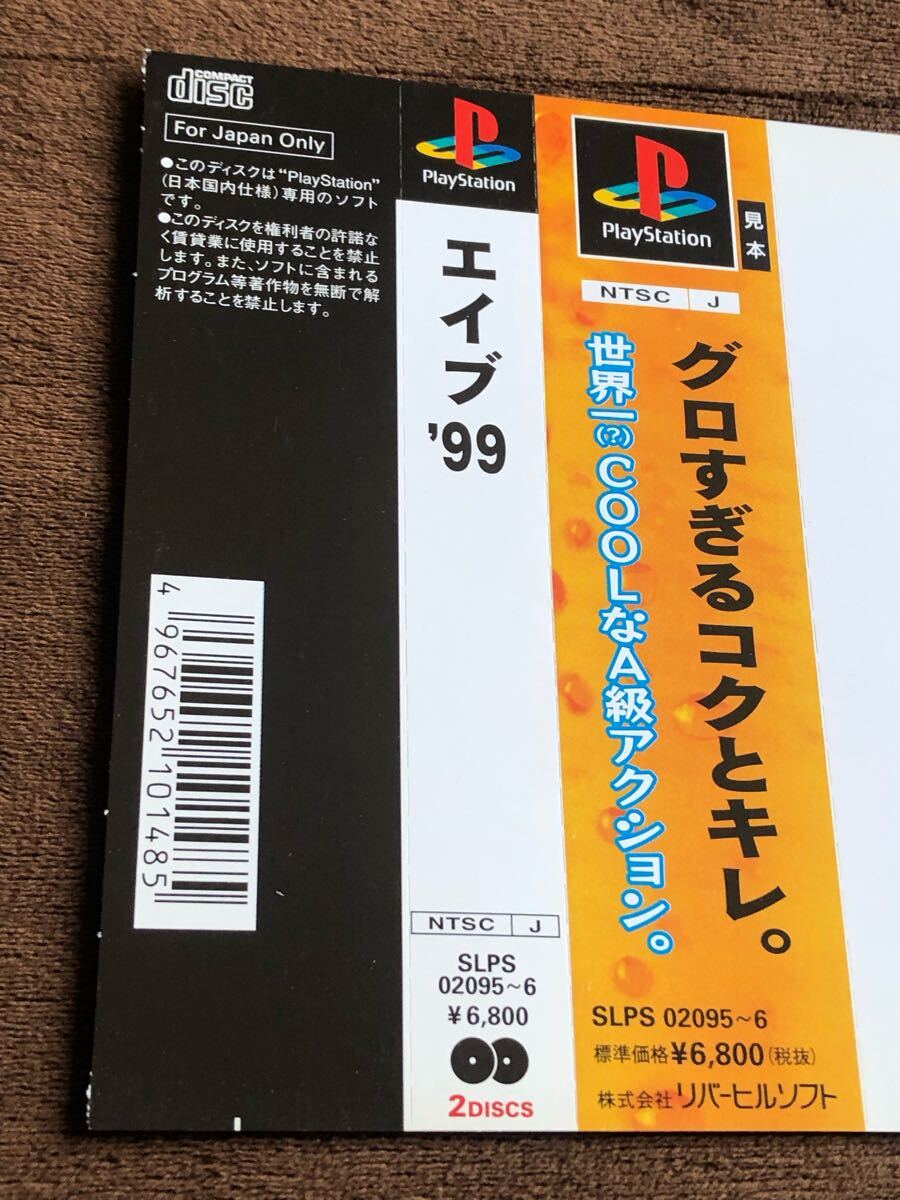 COMPACT
disc
For Japan Only
●このディスクは“PlayStation”
(日本国内仕様)専用のソフト
です。
●このディスクを権利者の許諾な
く賃貸業に使用することを禁止
します。また、ソフトに含まれる
プログラム等著作物を無断で解
析することを禁止します。
4 967652 101485
PlayStation
エイブ'99
NTSC J
SLPS
02095~6
¥6,800
2DISCS
PlayStation
見本
NTSC J
グロすぎるコクとキレ。
世界一の(?)COOLなA級アクション。
SLPS 02095~6
標準価格¥6,800(税抜)
株式会社リバーヒルソフト